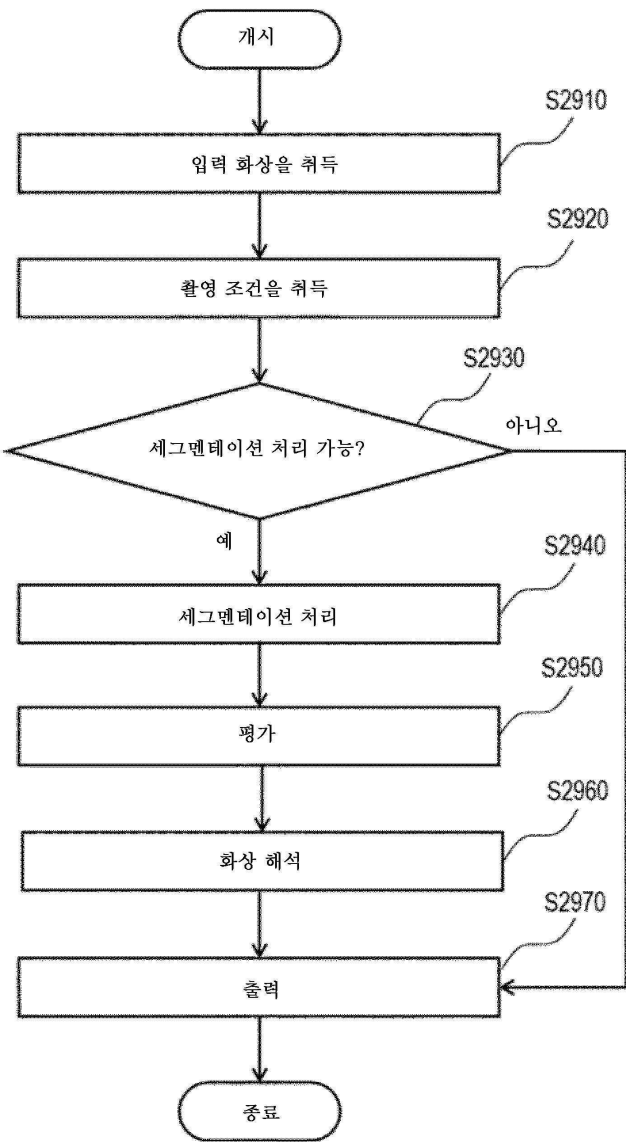 개시
S2910
입력 화상을 취득
S2920
촬영 조건을 취득
S2930
세그멘테이션 처리 가능?
아니오
예
S2940
세그멘테이션 처리
S2950
평가
S2960
화상 해석
S2970
출력
종료